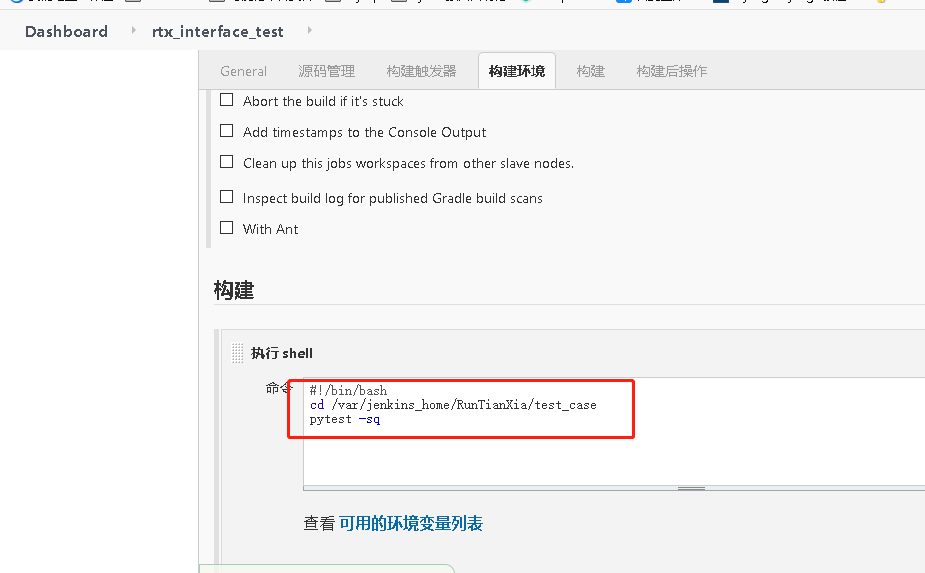 Dashboard rtx_interface_test
General 源码管理 构建触发器 构建环境 构建 构建后操作
Abort the build if it's stuck
Add timestamps to the Console Output
Clean up this jobs workspaces from other slave nodes.
Inspect build log for published Gradle build scans
With Ant
构建
执行 shell
命令
#!/bin/bash
cd /var/jenkins_home/RunTianXia/test_case
pytest -sq
查看 可用的环境变量列表